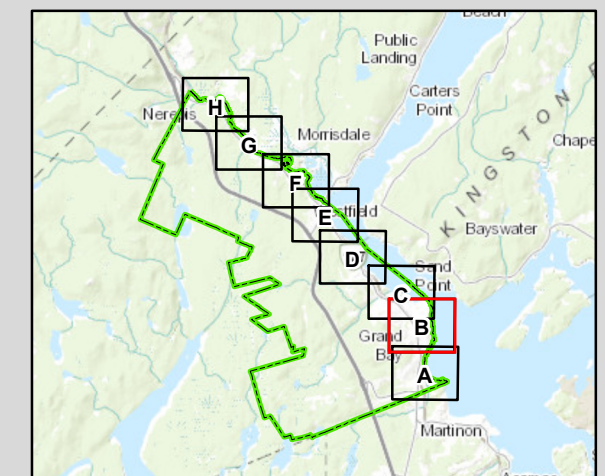 Beach
Public
Landing
Carters
Point
Nerepis
H
Morrisdale
G
KINGSTON
Chape
F
E
Bayswater
D
Sand
Point
C
B
Grand
Bay
A
Martinon